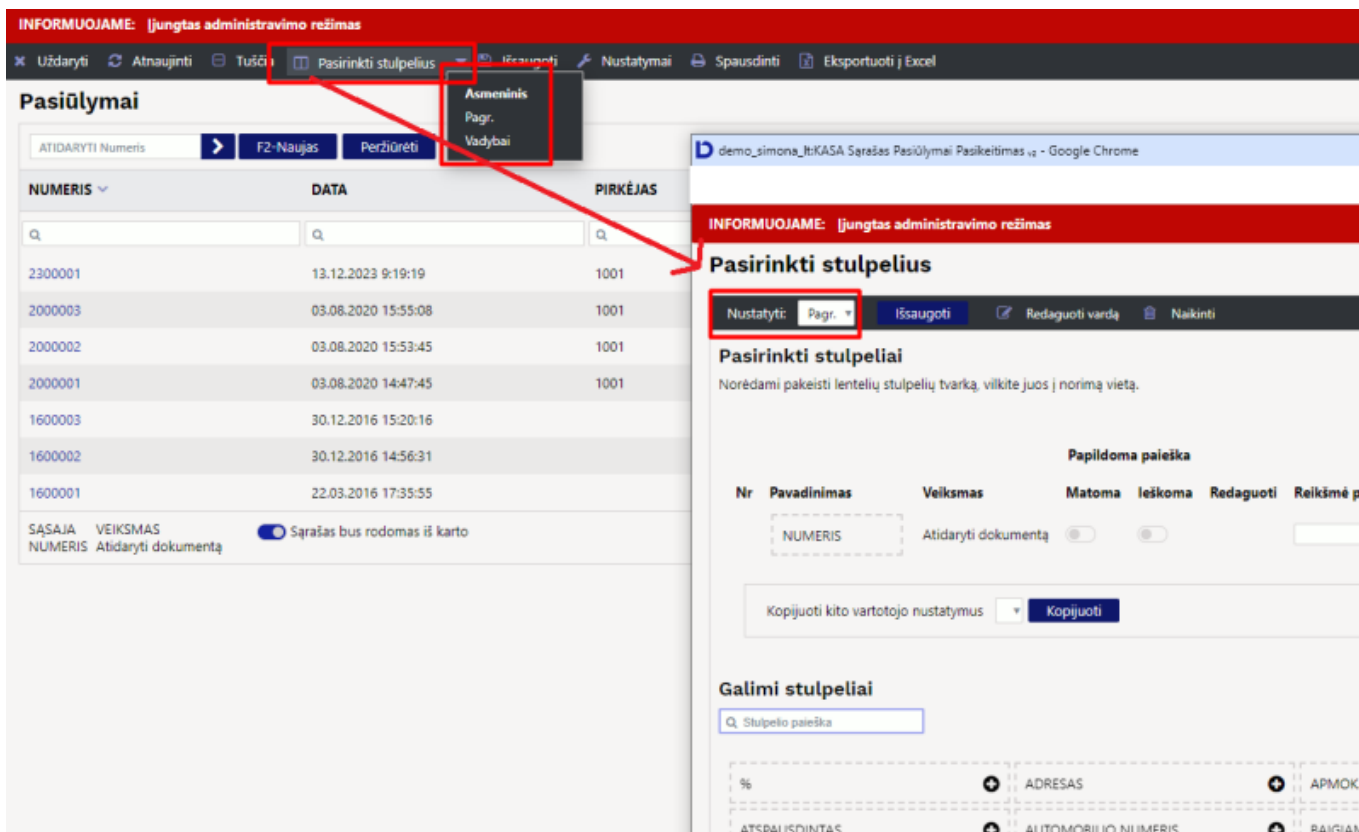 INFORMUOJAME: Įjungtas administravimo režimas
Uždaryti Atnaujinti Tuščia Pasirinkti stulpelius Išsaugoti Nustatymai Spausdinti Eksportuoti į Excel
Asmeninis
Pagr.
Vadybai
Pasiūlymai
ATIDARYTI Numeris F2-Naujas Peržiūrėti
NUMERIS DATA PIRKĖJAS
2300001 13.12.2023 9:19:19 1001
2000003 03.08.2020 15:55:08 1001
2000002 03.08.2020 15:53:45 1001
2000001 03.08.2020 14:47:45 1001
1600003 30.12.2016 15:20:16
1600002 30.12.2016 14:56:31
1600001 22.03.2016 17:35:55
SĄSAJA VEIKSMAS
NUMERIS Atidaryti dokumentą
Sąrašas bus rodomas iš karto
demo_simona_lt:KASA Sąrašas Pasiūlymai Pasikeitimas v2 - Google Chrome
INFORMUOJAME: Įjungtas administravimo režimas
Pasirinkti stulpelius
Nustatyti: Pagr. Išsaugoti Redaguoti vardą Naikinti
Pasirinkti stulpeliai
Norėdami pakeisti lentelių stulpelių tvarką, vilkite juos į norimą vietą.
Papildoma paieška
Nr Pavadinimas Veiksmas Matoma Ieškoma Redaguoti Reikšmė p
NUMERIS Atidaryti dokumentą
Kopijuoti kito vartotojo nustatymus Kopijuoti
Galimi stulpeliai
Stulpelio paieška
% ADRESAS APMOK
ATSPAUSDINTAS AUTOMOBILIO NUMERIS BAIGIAM